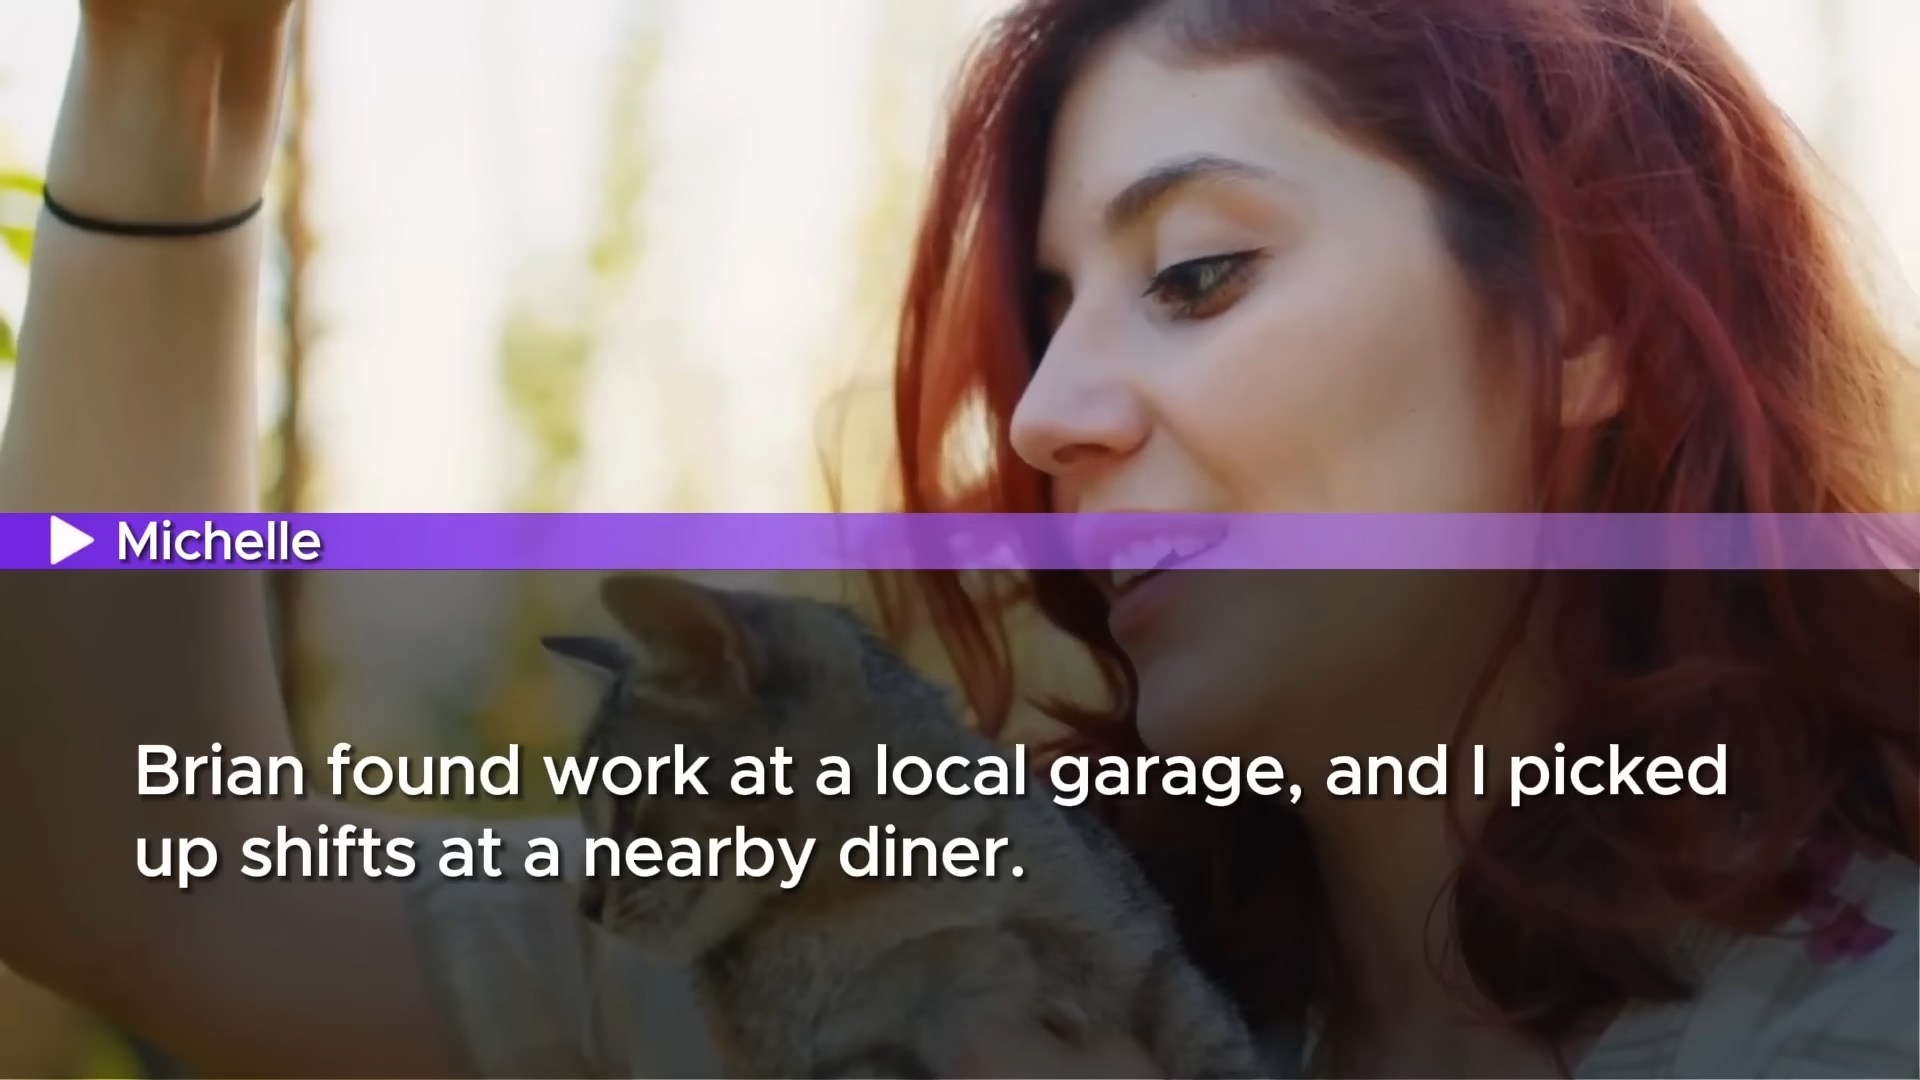 Michelle
Brian found work at a local garage, and I picked
up shifts at a nearby diner.